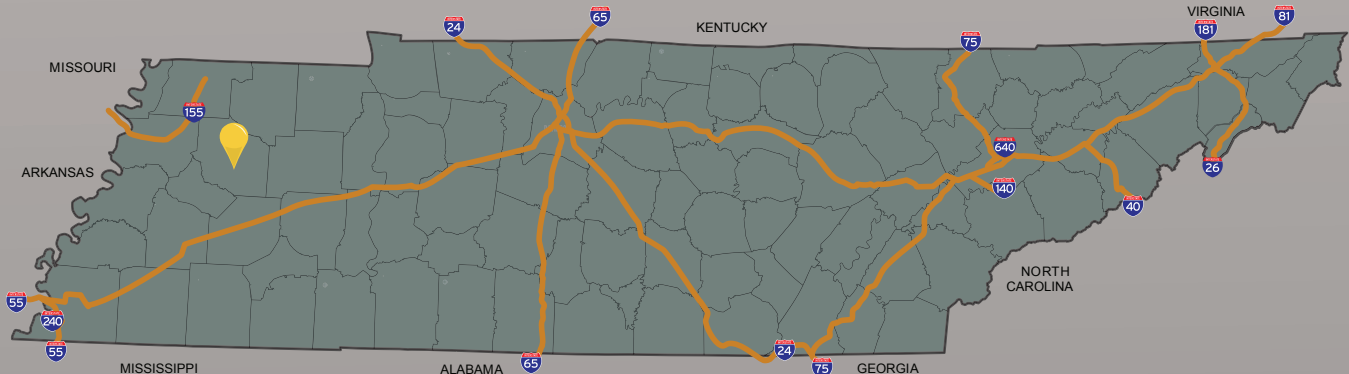 65
81
VIRGINIA
24
181
KENTUCKY
75
MISSOURI
155
640
ARKANSAS
26
140
40
NORTH
CAROLINA
55
240
55
24
65
75
MISSISSIPPI
ALABAMA
GEORGIA